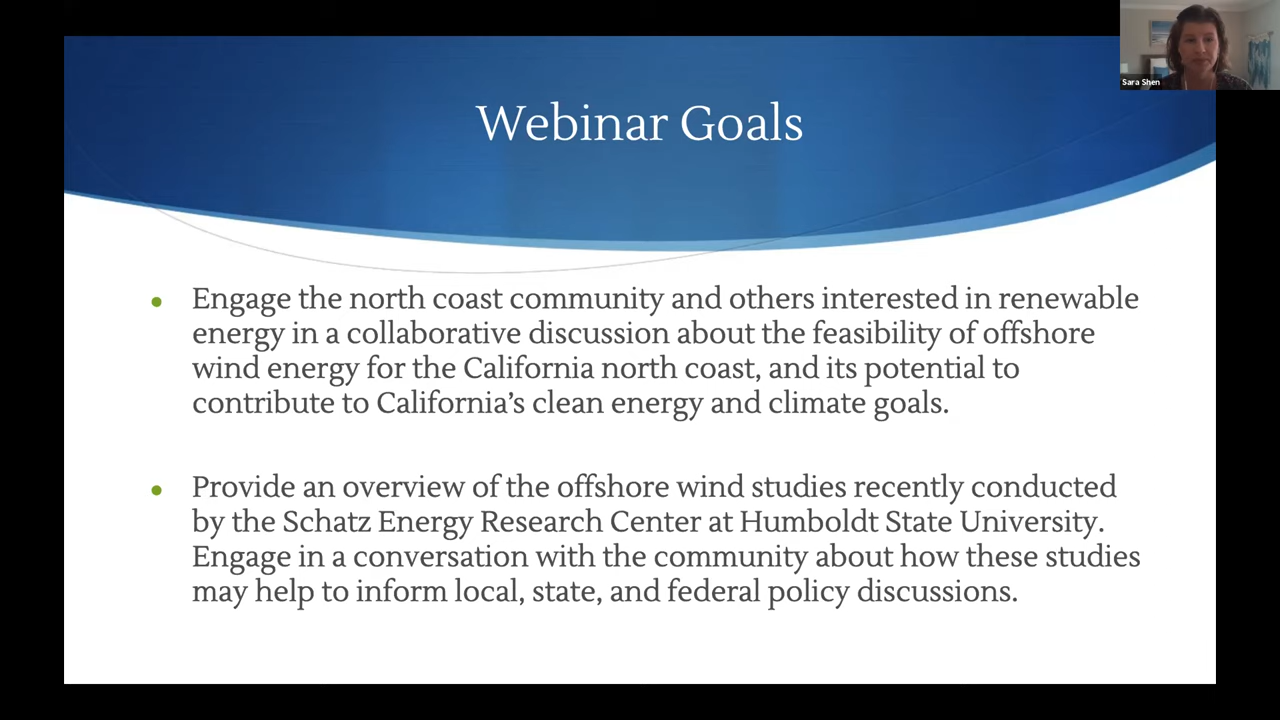 Sara Shen
Webinar Goals
• Engage the north coast community and others interested in renewable
energy in a collaborative discussion about the feasibility of offshore
wind energy for the California north coast, and its potential to
contribute to California’s clean energy and climate goals.
• Provide an overview of the offshore wind studies recently conducted
by the Schatz Energy Research Center at Humboldt State University.
Engage in a conversation with the community about how these studies
may help to inform local, state, and federal policy discussions.